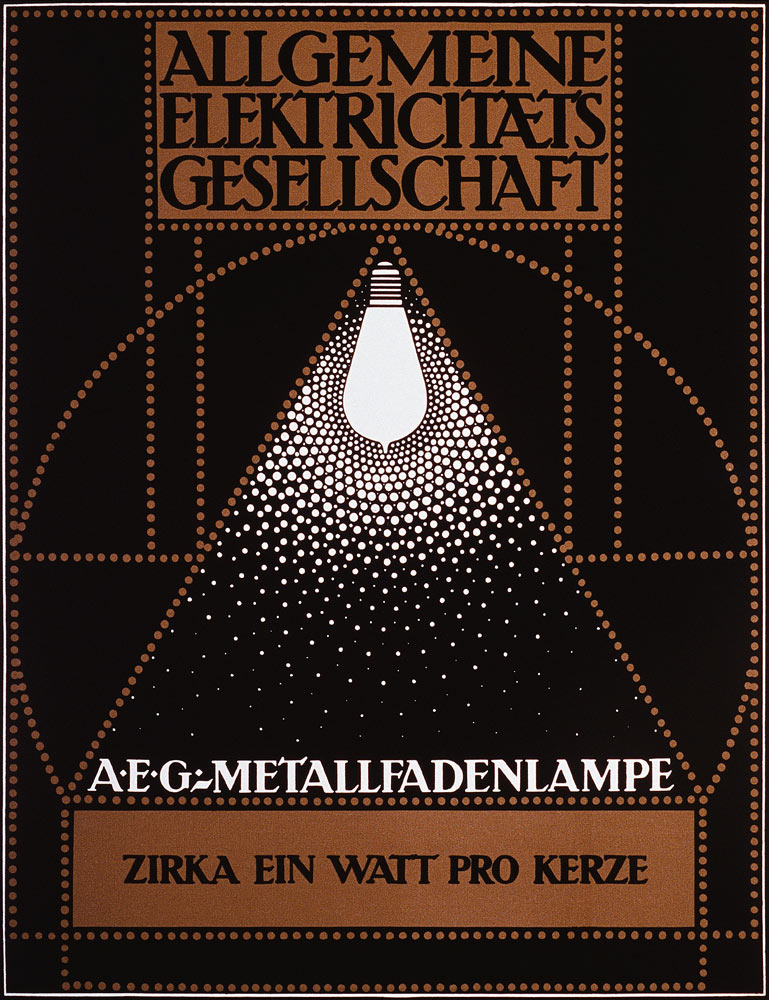 ALLGEMEINE
ELEKTRICITÆTS
GESELLSCHAFT
A·E·G·-METALLFADENLAMPE
ZIRKA EIN WATT PRO KERZE